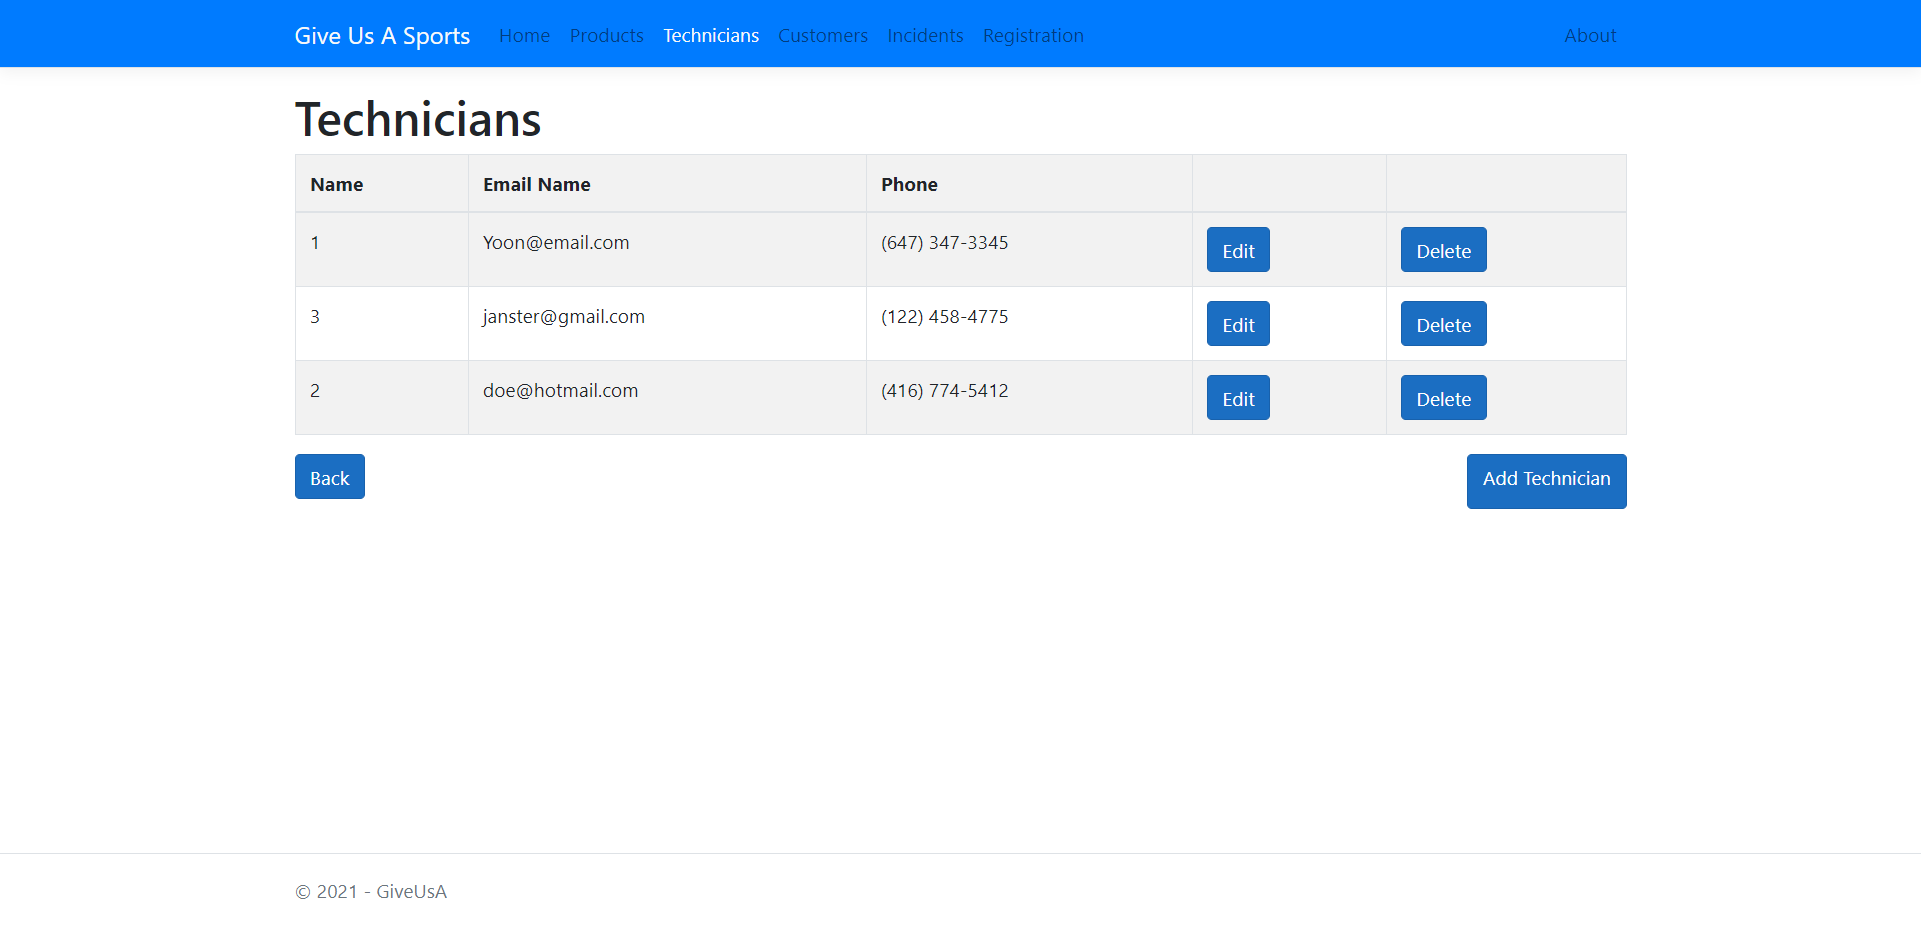 Give Us A Sports Home Products Technicians Customers Incidents Registration About
Technicians
Name Email Name Phone
1 Yoon@email.com (647) 347-3345 Edit Delete
3 janster@gmail.com (122) 458-4775 Edit Delete
2 doe@hotmail.com (416) 774-5412 Edit Delete
Back Add Technician
© 2021 - GiveUsA